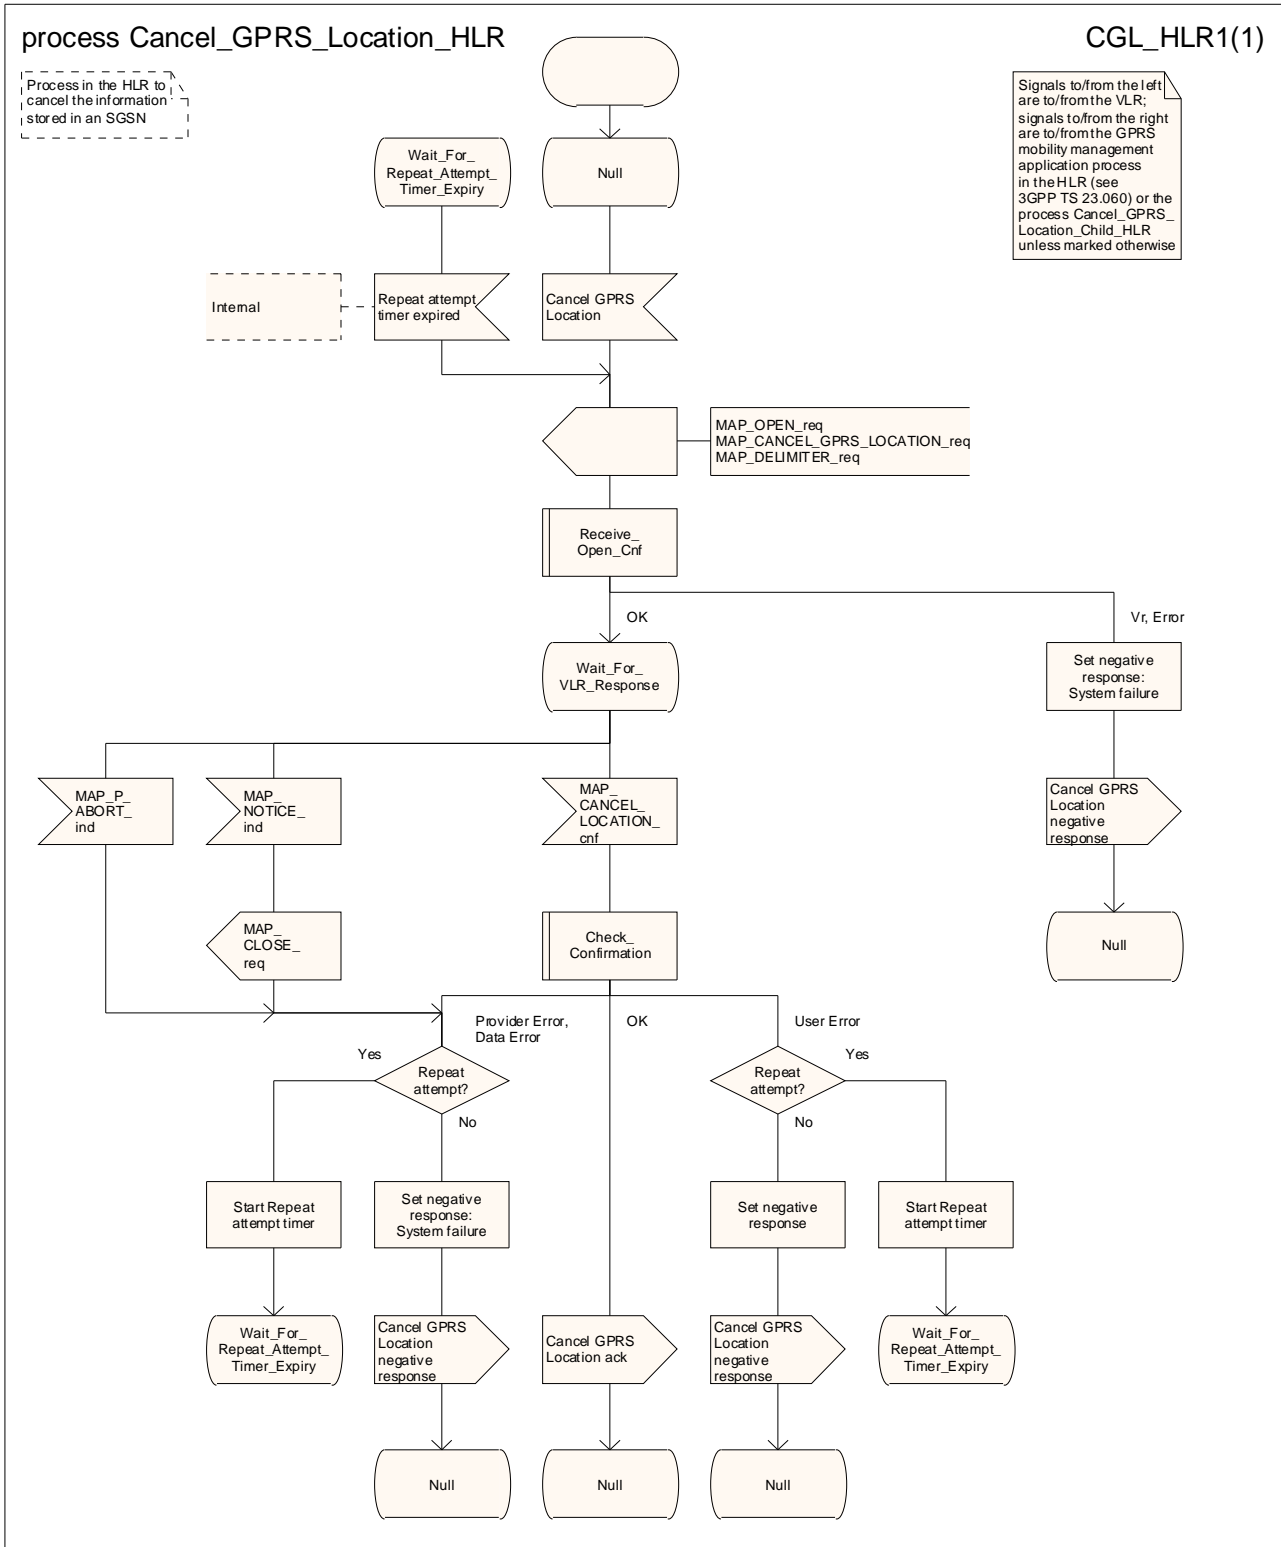 process Cancel_GPRS_Location_HLR
CGL_HLR1(1)
Process in the HLR to
cancel the information
stored in an SGSN
Signals to/from the left
are to/from the VLR;
signals to/from the right
are to/from the GPRS
mobility management
application process
in the HLR (see
3GPP TS 23.060) or the
process Cancel_GPRS_
Location_Child_HLR
unless marked otherwise
Wait_For_
Repeat_Attempt_
Timer_Expiry
Null
Internal
Repeat attempt
timer expired
Cancel GPRS
Location
MAP_OPEN_req
MAP_CANCEL_GPRS_LOCATION_req
MAP_DELIMITER_req
Receive_
Open_Cnf
OK
Vr, Error
Wait_For_
VLR_Response
Set negative
response:
System failure
MAP_P_
ABORT_
ind
MAP_
NOTICE_
ind
MAP_
CANCEL_
LOCATION_
cnf
Cancel GPRS
Location
negative
response
MAP_
CLOSE_
req
Check_
Confirmation
Null
Provider Error,
Data Error
OK
User Error
Yes
Repeat
attempt?
No
Repeat
attempt?
Yes
No
Start Repeat
attempt timer
Set negative
response:
System failure
Set negative
response
Start Repeat
attempt timer
Wait_For_
Repeat_Attempt_
Timer_Expiry
Cancel GPRS
Location
negative
response
Cancel GPRS
Location ack
Cancel GPRS
Location
negative
response
Wait_For_
Repeat_Attempt_
Timer_Expiry
Null
Null
Null